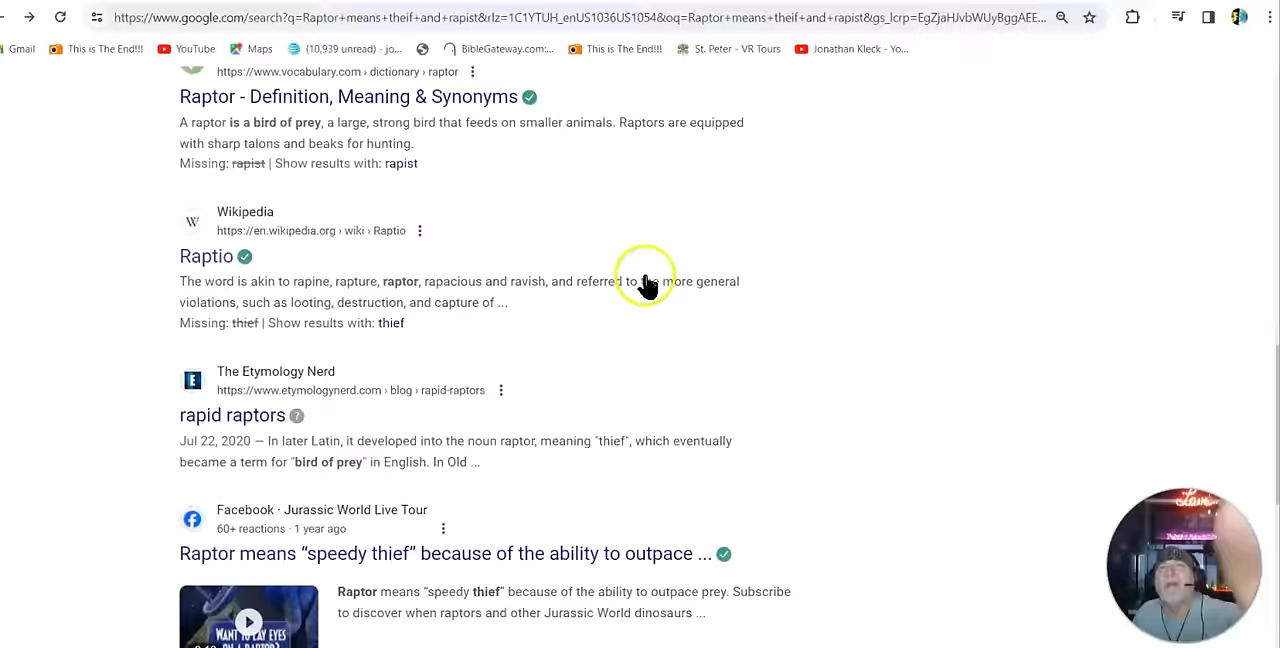 https://www.google.com/search?q=Raptor+means+theif+and+rapist&rlz=1C1YTUH_enUS1036US1054&oq=Raptor+means+theif+and+rapist&gs_lcrp=EgZjaHJvbWUyBggAEE...
Gmail This is The End!!! YouTube Maps (10,939 unread) - jo... BibleGateway.com:... This is The End!!! St. Peter - VR Tours Jonathan Kleck - Yo...
https://www.vocabulary.com › dictionary › raptor
Raptor - Definition, Meaning & Synonyms
A raptor is a bird of prey, a large, strong bird that feeds on smaller animals. Raptors are equipped
with sharp talons and beaks for hunting.
Missing: rapist | Show results with: rapist
W
Wikipedia
https://en.wikipedia.org › wiki › Raptio
Raptio
The word is akin to rapine, rapture, raptor, rapacious and ravish, and referred to the more general
violations, such as looting, destruction, and capture of ...
Missing: thief | Show results with: thief
E
The Etymology Nerd
https://www.etymologynerd.com › blog › rapid-raptors
rapid raptors ?
Jul 22, 2020 — In later Latin, it developed into the noun raptor, meaning "thief", which eventually
became a term for "bird of prey" in English. In Old ...
Facebook · Jurassic World Live Tour
60+ reactions · 1 year ago
Raptor means “speedy thief” because of the ability to outpace ...
Raptor means “speedy thief” because of the ability to outpace prey. Subscribe
to discover when raptors and other Jurassic World dinosaurs ...
WANT TO LAY EYES
ON A RAPTOR?